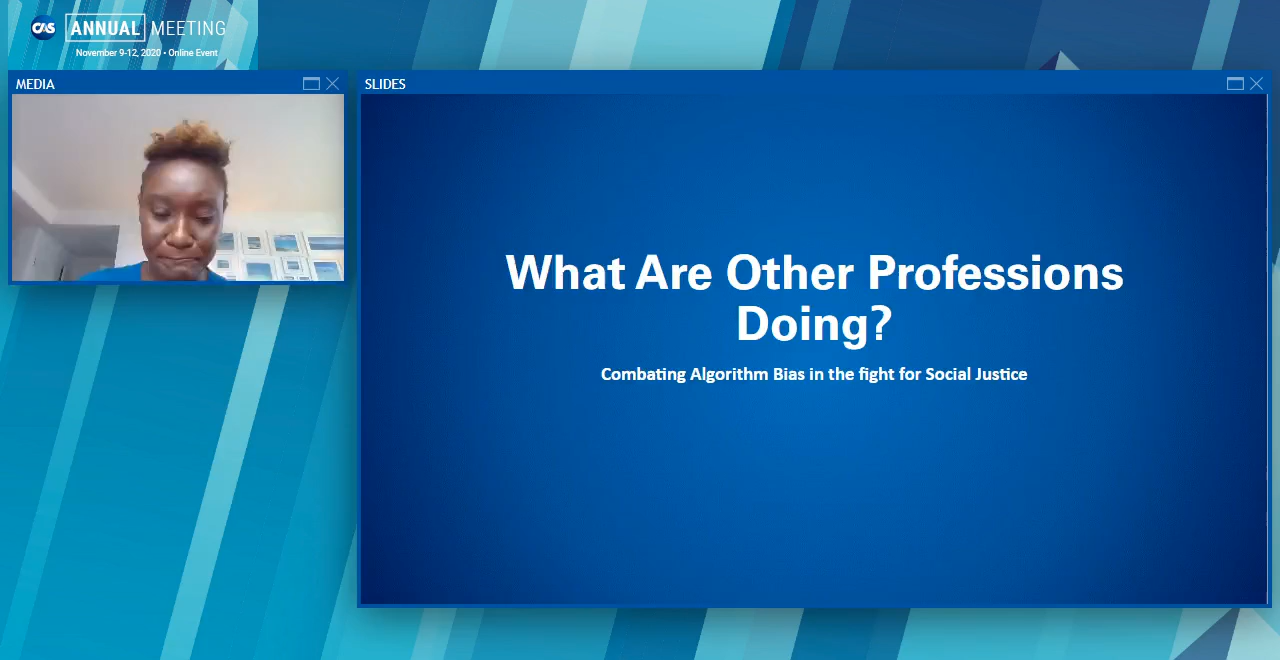 CAS ANNUAL MEETING
November 9-12, 2020 • Online Event
MEDIA
SLIDES
What Are Other Professions
Doing?
Combating Algorithm Bias in the fight for Social Justice